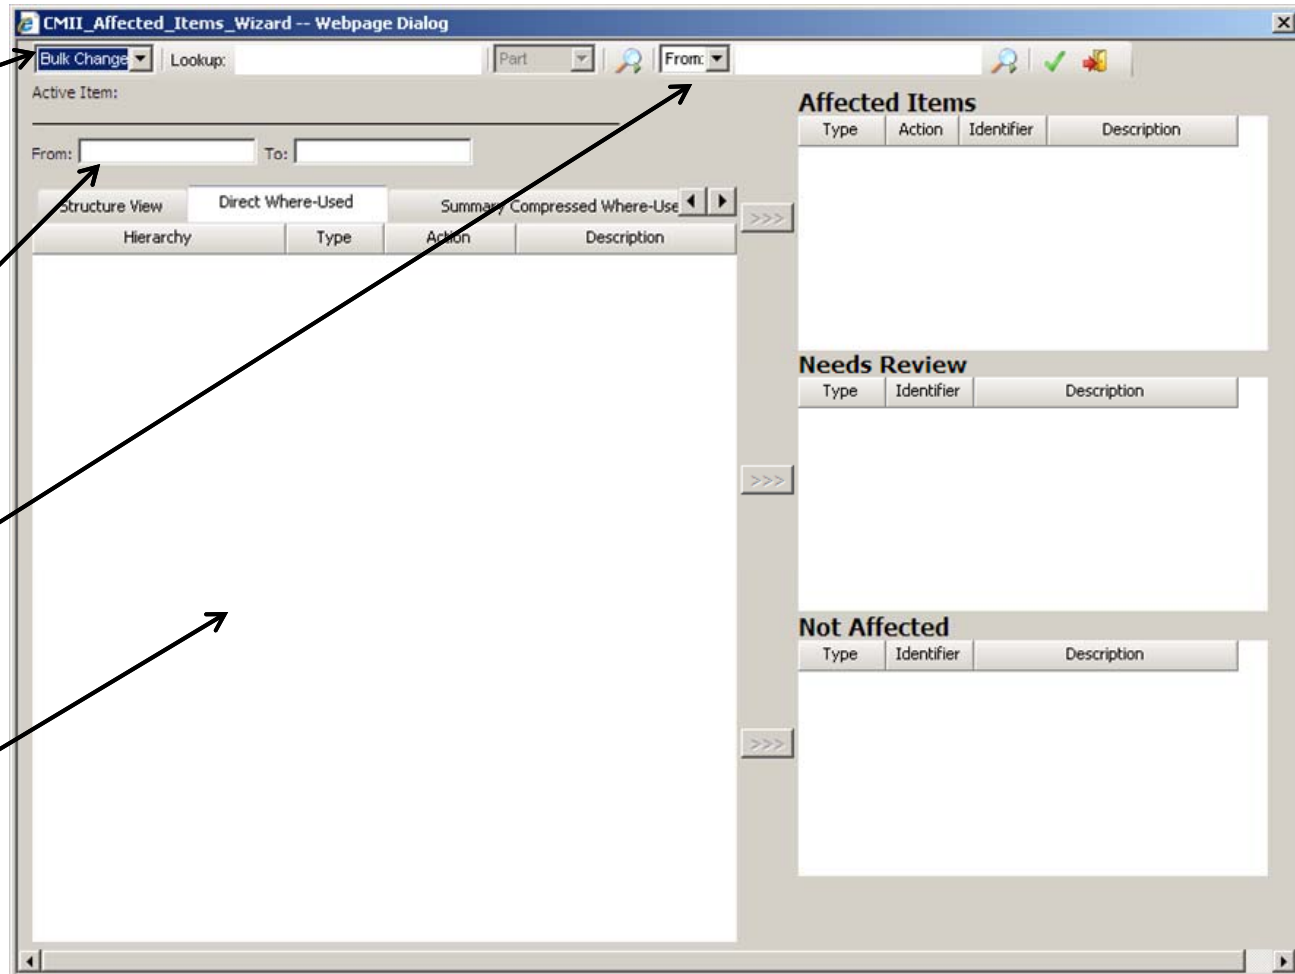 CMII_Affected_Items_Wizard -- Webpage Dialog
Bulk Change Lookup: Part From:
Active Item:
From: To:
Structure View Direct Where-Used Summary Compressed Where-Use
Hierarchy Type Action Description
>>>
>>>
>>>
Affected Items
Type Action Identifier Description
Needs Review
Type Identifier Description
Not Affected
Type Identifier Description